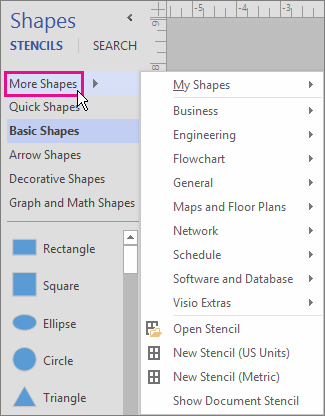 Shapes
STENCILS SEARCH
More Shapes
Quick Shapes
Basic Shapes
Arrow Shapes
Decorative Shapes
Graph and Math Shapes
Rectangle
Square
Ellipse
Circle
Triangle
-5 -4
My Shapes
Business
Engineering
Flowchart
General
Maps and Floor Plans
Network
Schedule
Software and Database
Visio Extras
Open Stencil
New Stencil (US Units)
New Stencil (Metric)
Show Document Stencil